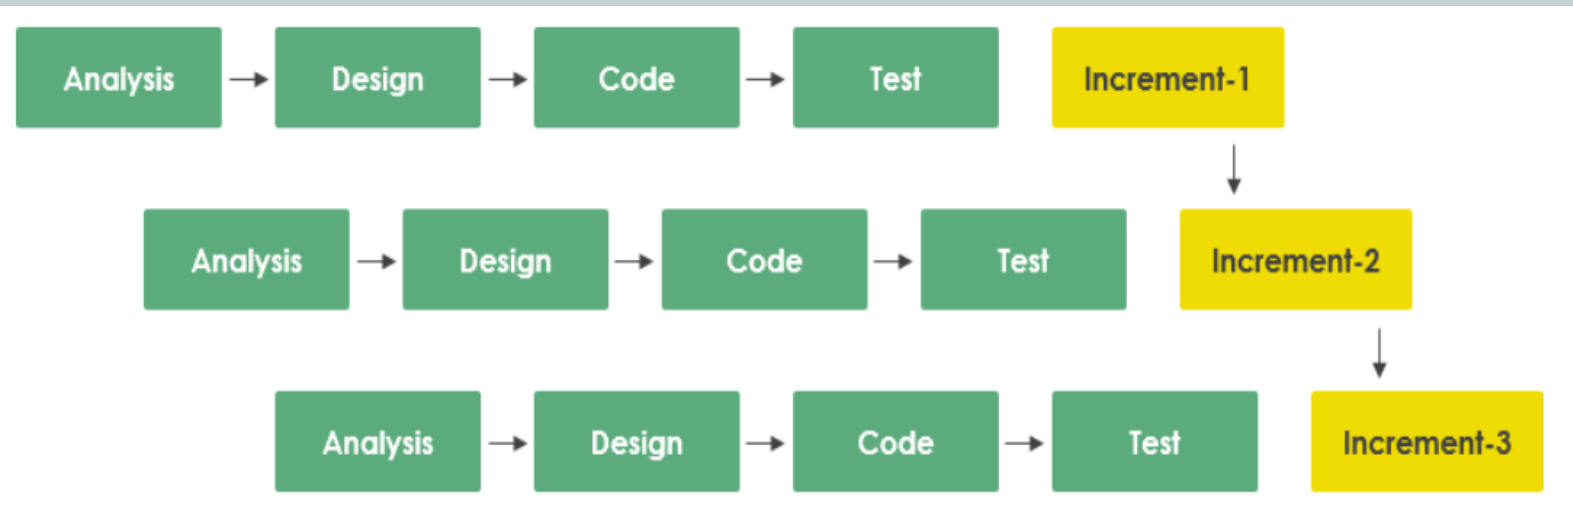 Analysis Design Code Test Increment-1
Analysis Design Code Test Increment-2
Analysis Design Code Test Increment-3